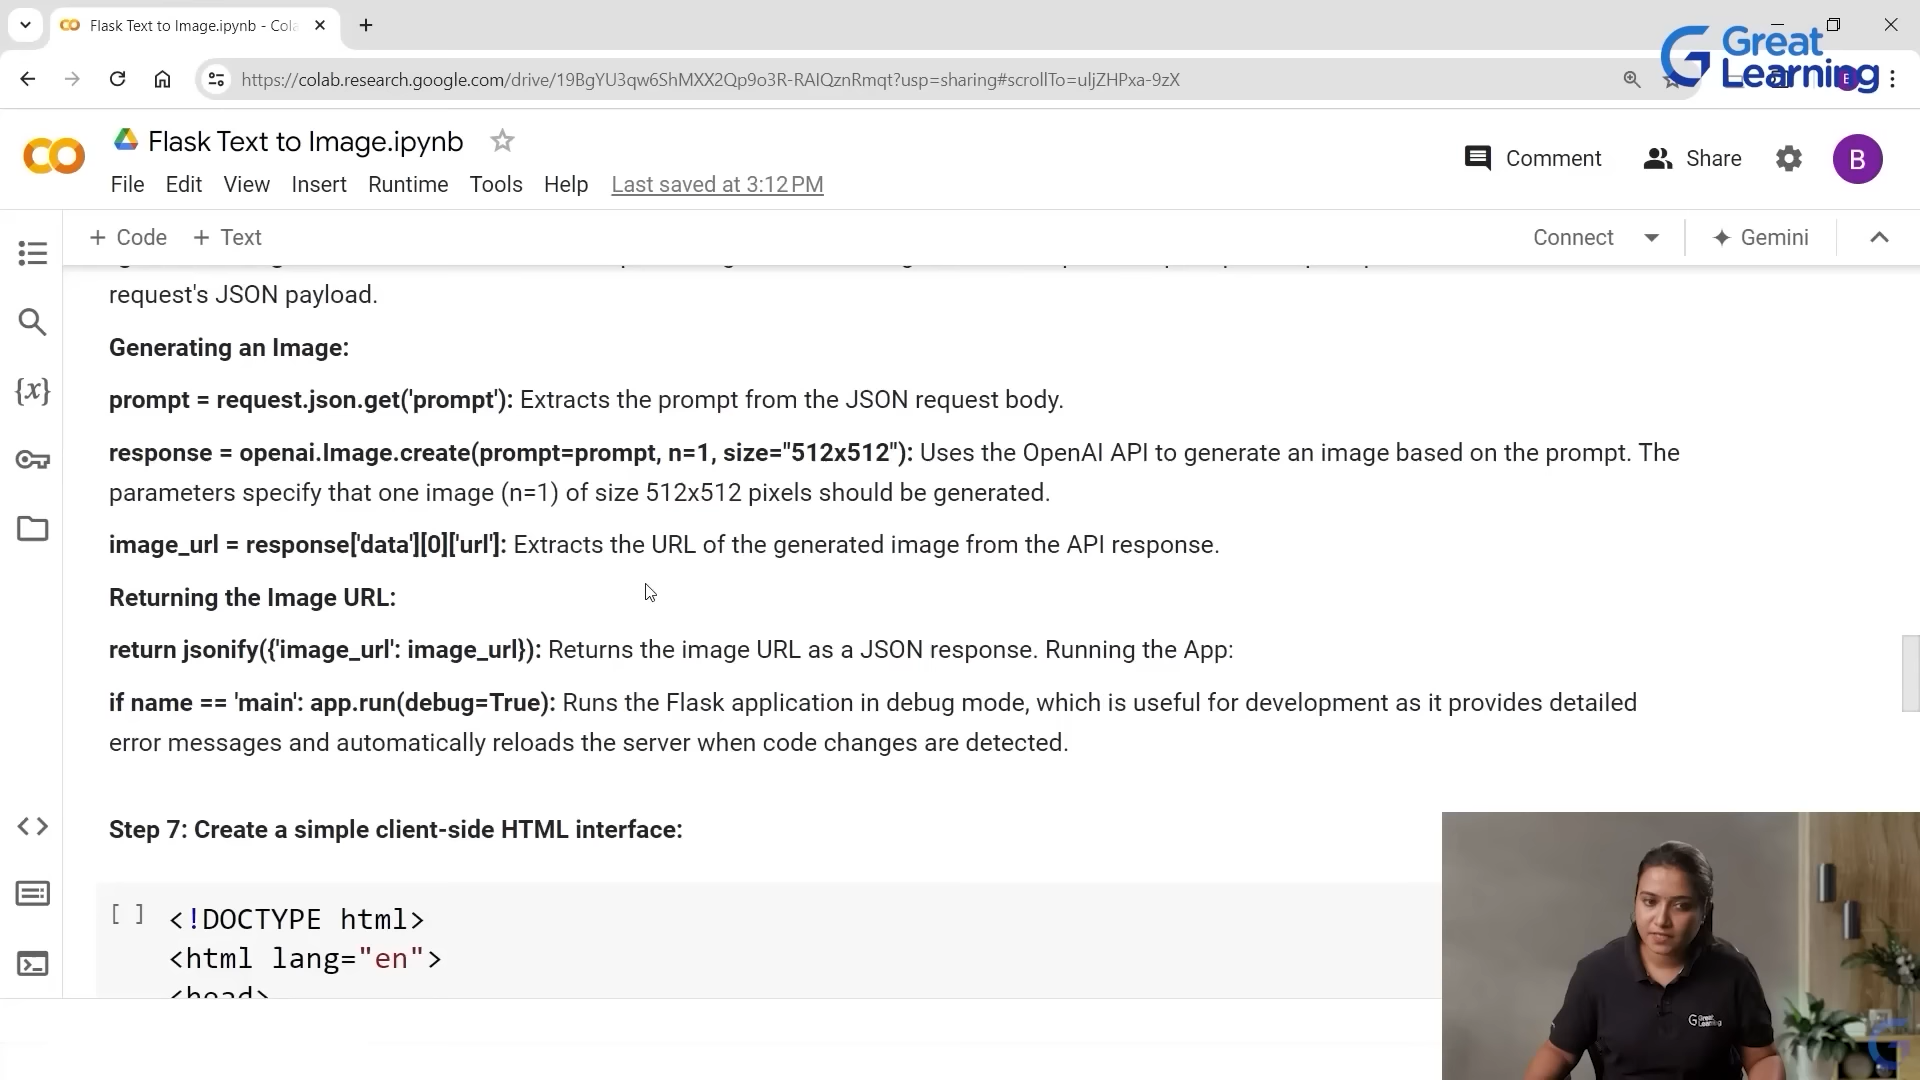 Flask Text to Image.ipynb - Cola
https://colab.research.google.com/drive/19BgYU3qw6ShMXX2Qp9o3R-RAIQznRmqt?usp=sharing#scrollTo=uljZHPxa-9zX
Great
Learning
Flask Text to Image.ipynb
Comment
Share
B
File Edit View Insert Runtime Tools Help Last saved at 3:12 PM
+ Code + Text
Connect
Gemini
request's JSON payload.
Generating an Image:
prompt = request.json.get('prompt'): Extracts the prompt from the JSON request body.
response = openai.Image.create(prompt=prompt, n=1, size="512x512"): Uses the OpenAI API to generate an image based on the prompt. The
parameters specify that one image (n=1) of size 512x512 pixels should be generated.
image_url = response['data'][0]['url']: Extracts the URL of the generated image from the API response.
Returning the Image URL:
return jsonify({'image_url': image_url}): Returns the image URL as a JSON response. Running the App:
if name == 'main': app.run(debug=True): Runs the Flask application in debug mode, which is useful for development as it provides detailed
error messages and automatically reloads the server when code changes are detected.
Step 7: Create a simple client-side HTML interface:
[ ] <!DOCTYPE html>
<html lang="en">
<head>
Great
Learning